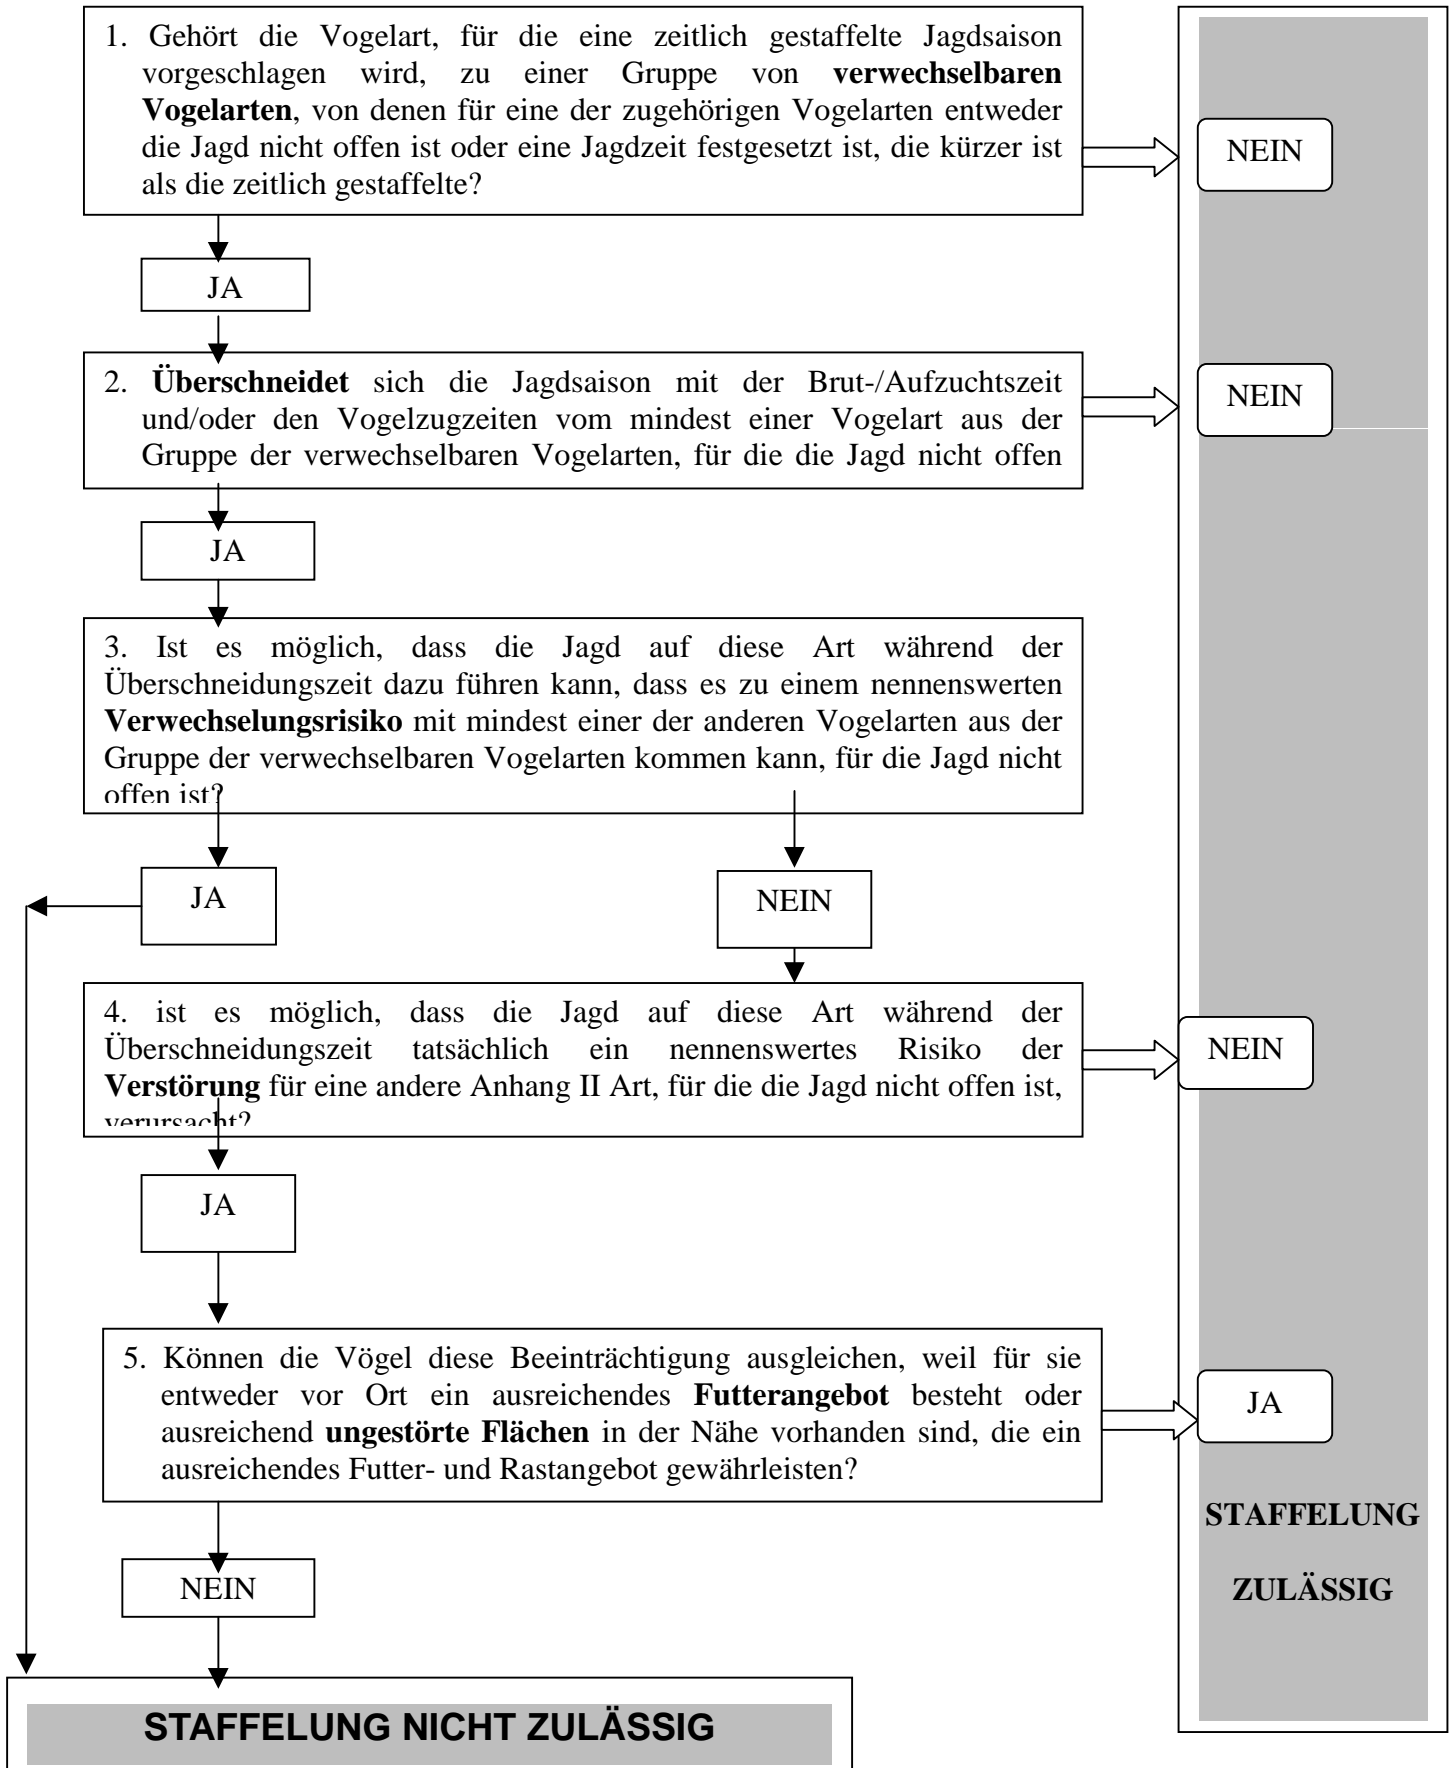 1. Gehört die Vogelart, für die eine zeitlich gestaffelte Jagdsaison
vorgeschlagen wird, zu einer Gruppe von verwechselbaren
Vogelarten, von denen für eine der zugehörigen Vogelarten entweder
die Jagd nicht offen ist oder eine Jagdzeit festgesetzt ist, die kürzer ist
als die zeitlich gestaffelte?
NEIN
JA
2. Überschneidet sich die Jagdsaison mit der Brut-/Aufzuchtszeit
und/oder den Vogelzugzeiten vom mindest einer Vogelart aus der
Gruppe der verwechselbaren Vogelarten, für die die Jagd nicht offen
NEIN
JA
3. Ist es möglich, dass die Jagd auf diese Art während der
Überschneidungszeit dazu führen kann, dass es zu einem nennenswerten
Verwechselungsrisiko mit mindest einer der anderen Vogelarten aus der
Gruppe der verwechselbaren Vogelarten kommen kann, für die Jagd nicht
offen ist?
JA
NEIN
4. ist es möglich, dass die Jagd auf diese Art während der
Überschneidungszeit tatsächlich ein nennenswertes Risiko der
Verstörung für eine andere Anhang II Art, für die die Jagd nicht offen ist,
verursacht?
NEIN
JA
5. Können die Vögel diese Beeinträchtigung ausgleichen, weil für sie
entweder vor Ort ein ausreichendes Futterangebot besteht oder
ausreichend ungestörte Flächen in der Nähe vorhanden sind, die ein
ausreichendes Futter- und Rastangebot gewährleisten?
JA
STAFFELUNG
ZULÄSSIG
NEIN
STAFFELUNG NICHT ZULÄSSIG